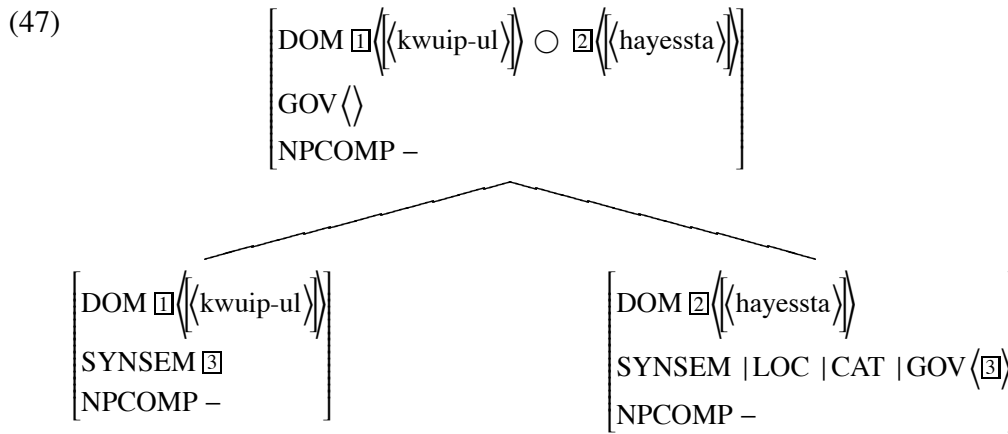 (47)
[DOM [1]⟨[⟨kwuip-ul⟩]⟩ ○ [2]⟨[⟨hayessta⟩]⟩
GOV⟨⟩
NPCOMP –]
[DOM [1]⟨[⟨kwuip-ul⟩]⟩
SYNSEM [3]
NPCOMP –]
[DOM [2]⟨[⟨hayessta⟩]⟩
SYNSEM |LOC |CAT |GOV⟨[3]⟩
NPCOMP –